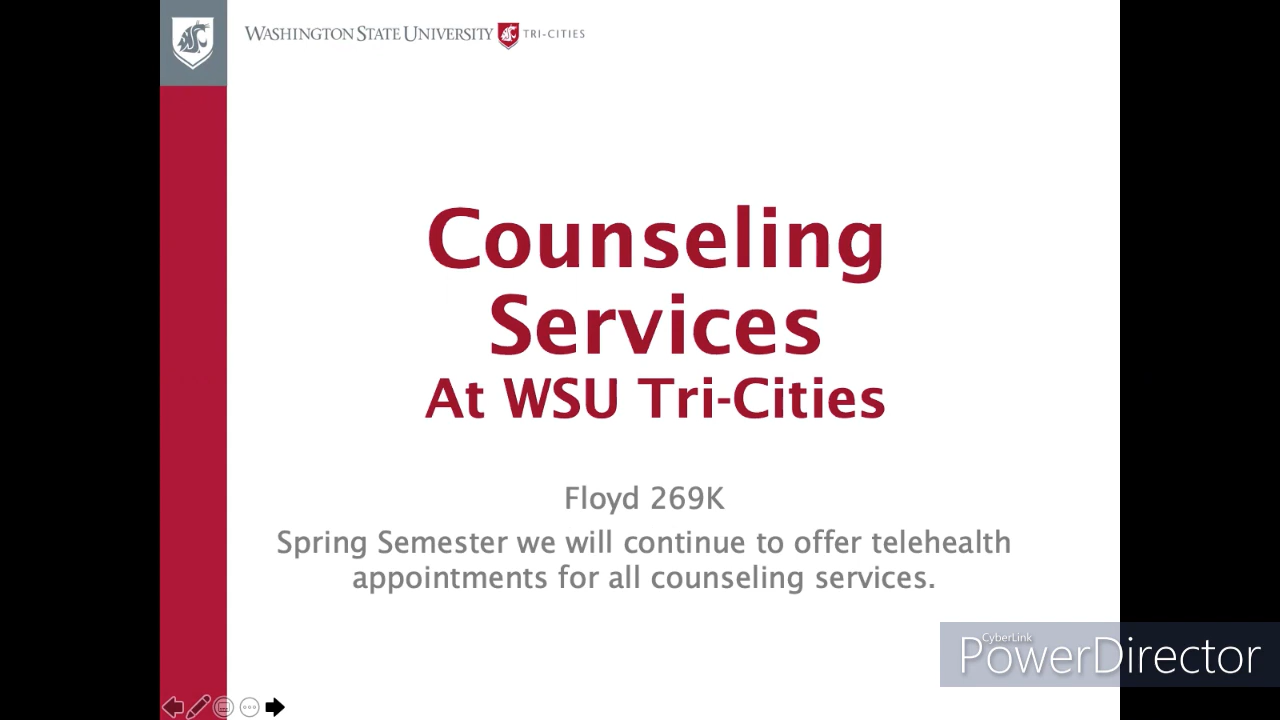 WASHINGTON STATE UNIVERSITY TRI-CITIES
Counseling
Services
At WSU Tri-Cities
Floyd 269K
Spring Semester we will continue to offer telehealth
appointments for all counseling services.
CyberLink
PowerDirector